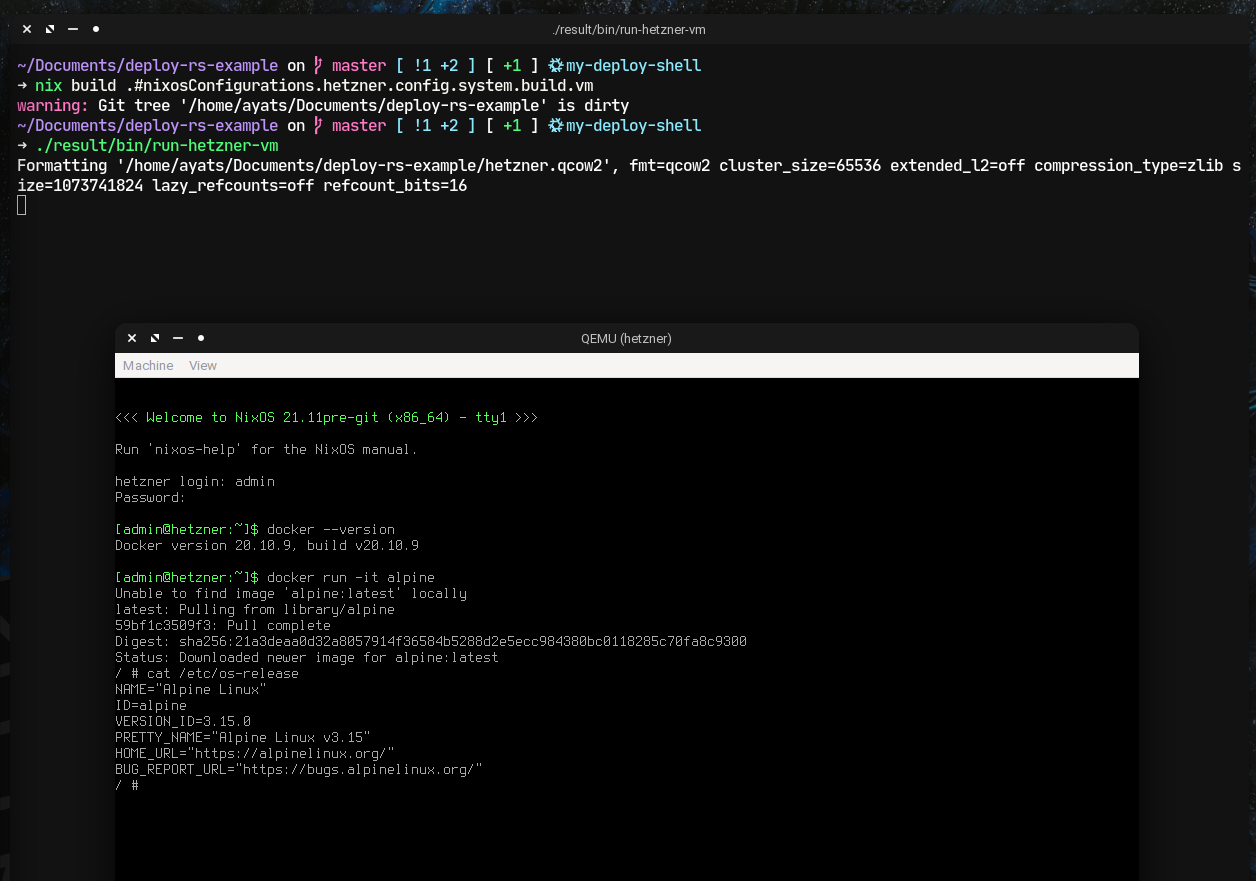 ./result/bin/run-hetzner-vm
~/Documents/deploy-rs-example on master [ !1 +2 ] [ +1 ] my-deploy-shell
➜ nix build .#nixosConfigurations.hetzner.config.system.build.vm
warning: Git tree '/home/ayats/Documents/deploy-rs-example' is dirty
~/Documents/deploy-rs-example on master [ !1 +2 ] [ +1 ] my-deploy-shell
➜ ./result/bin/run-hetzner-vm
Formatting '/home/ayats/Documents/deploy-rs-example/hetzner.qcow2', fmt=qcow2 cluster_size=65536 extended_l2=off compression_type=zlib s
ize=1073741824 lazy_refcounts=off refcount_bits=16
QEMU (hetzner)
Machine View
<<< Welcome to NixOS 21.11pre-git (x86_64) - tty1 >>>
Run 'nixos-help' for the NixOS manual.
hetzner login: admin
Password:
[admin@hetzner:~]$ docker --version
Docker version 20.10.9, build v20.10.9
[admin@hetzner:~]$ docker run -it alpine
Unable to find image 'alpine:latest' locally
latest: Pulling from library/alpine
59bf1c3509f3: Pull complete
Digest: sha256:21a3deaa0d32a8057914f36584b5288d2e5ecc984380bc0118285c70fa8c9300
Status: Downloaded newer image for alpine:latest
/ # cat /etc/os-release
NAME="Alpine Linux"
ID=alpine
VERSION_ID=3.15.0
PRETTY_NAME="Alpine Linux v3.15"
HOME_URL="https://alpinelinux.org/"
BUG_REPORT_URL="https://bugs.alpinelinux.org/"
/ #